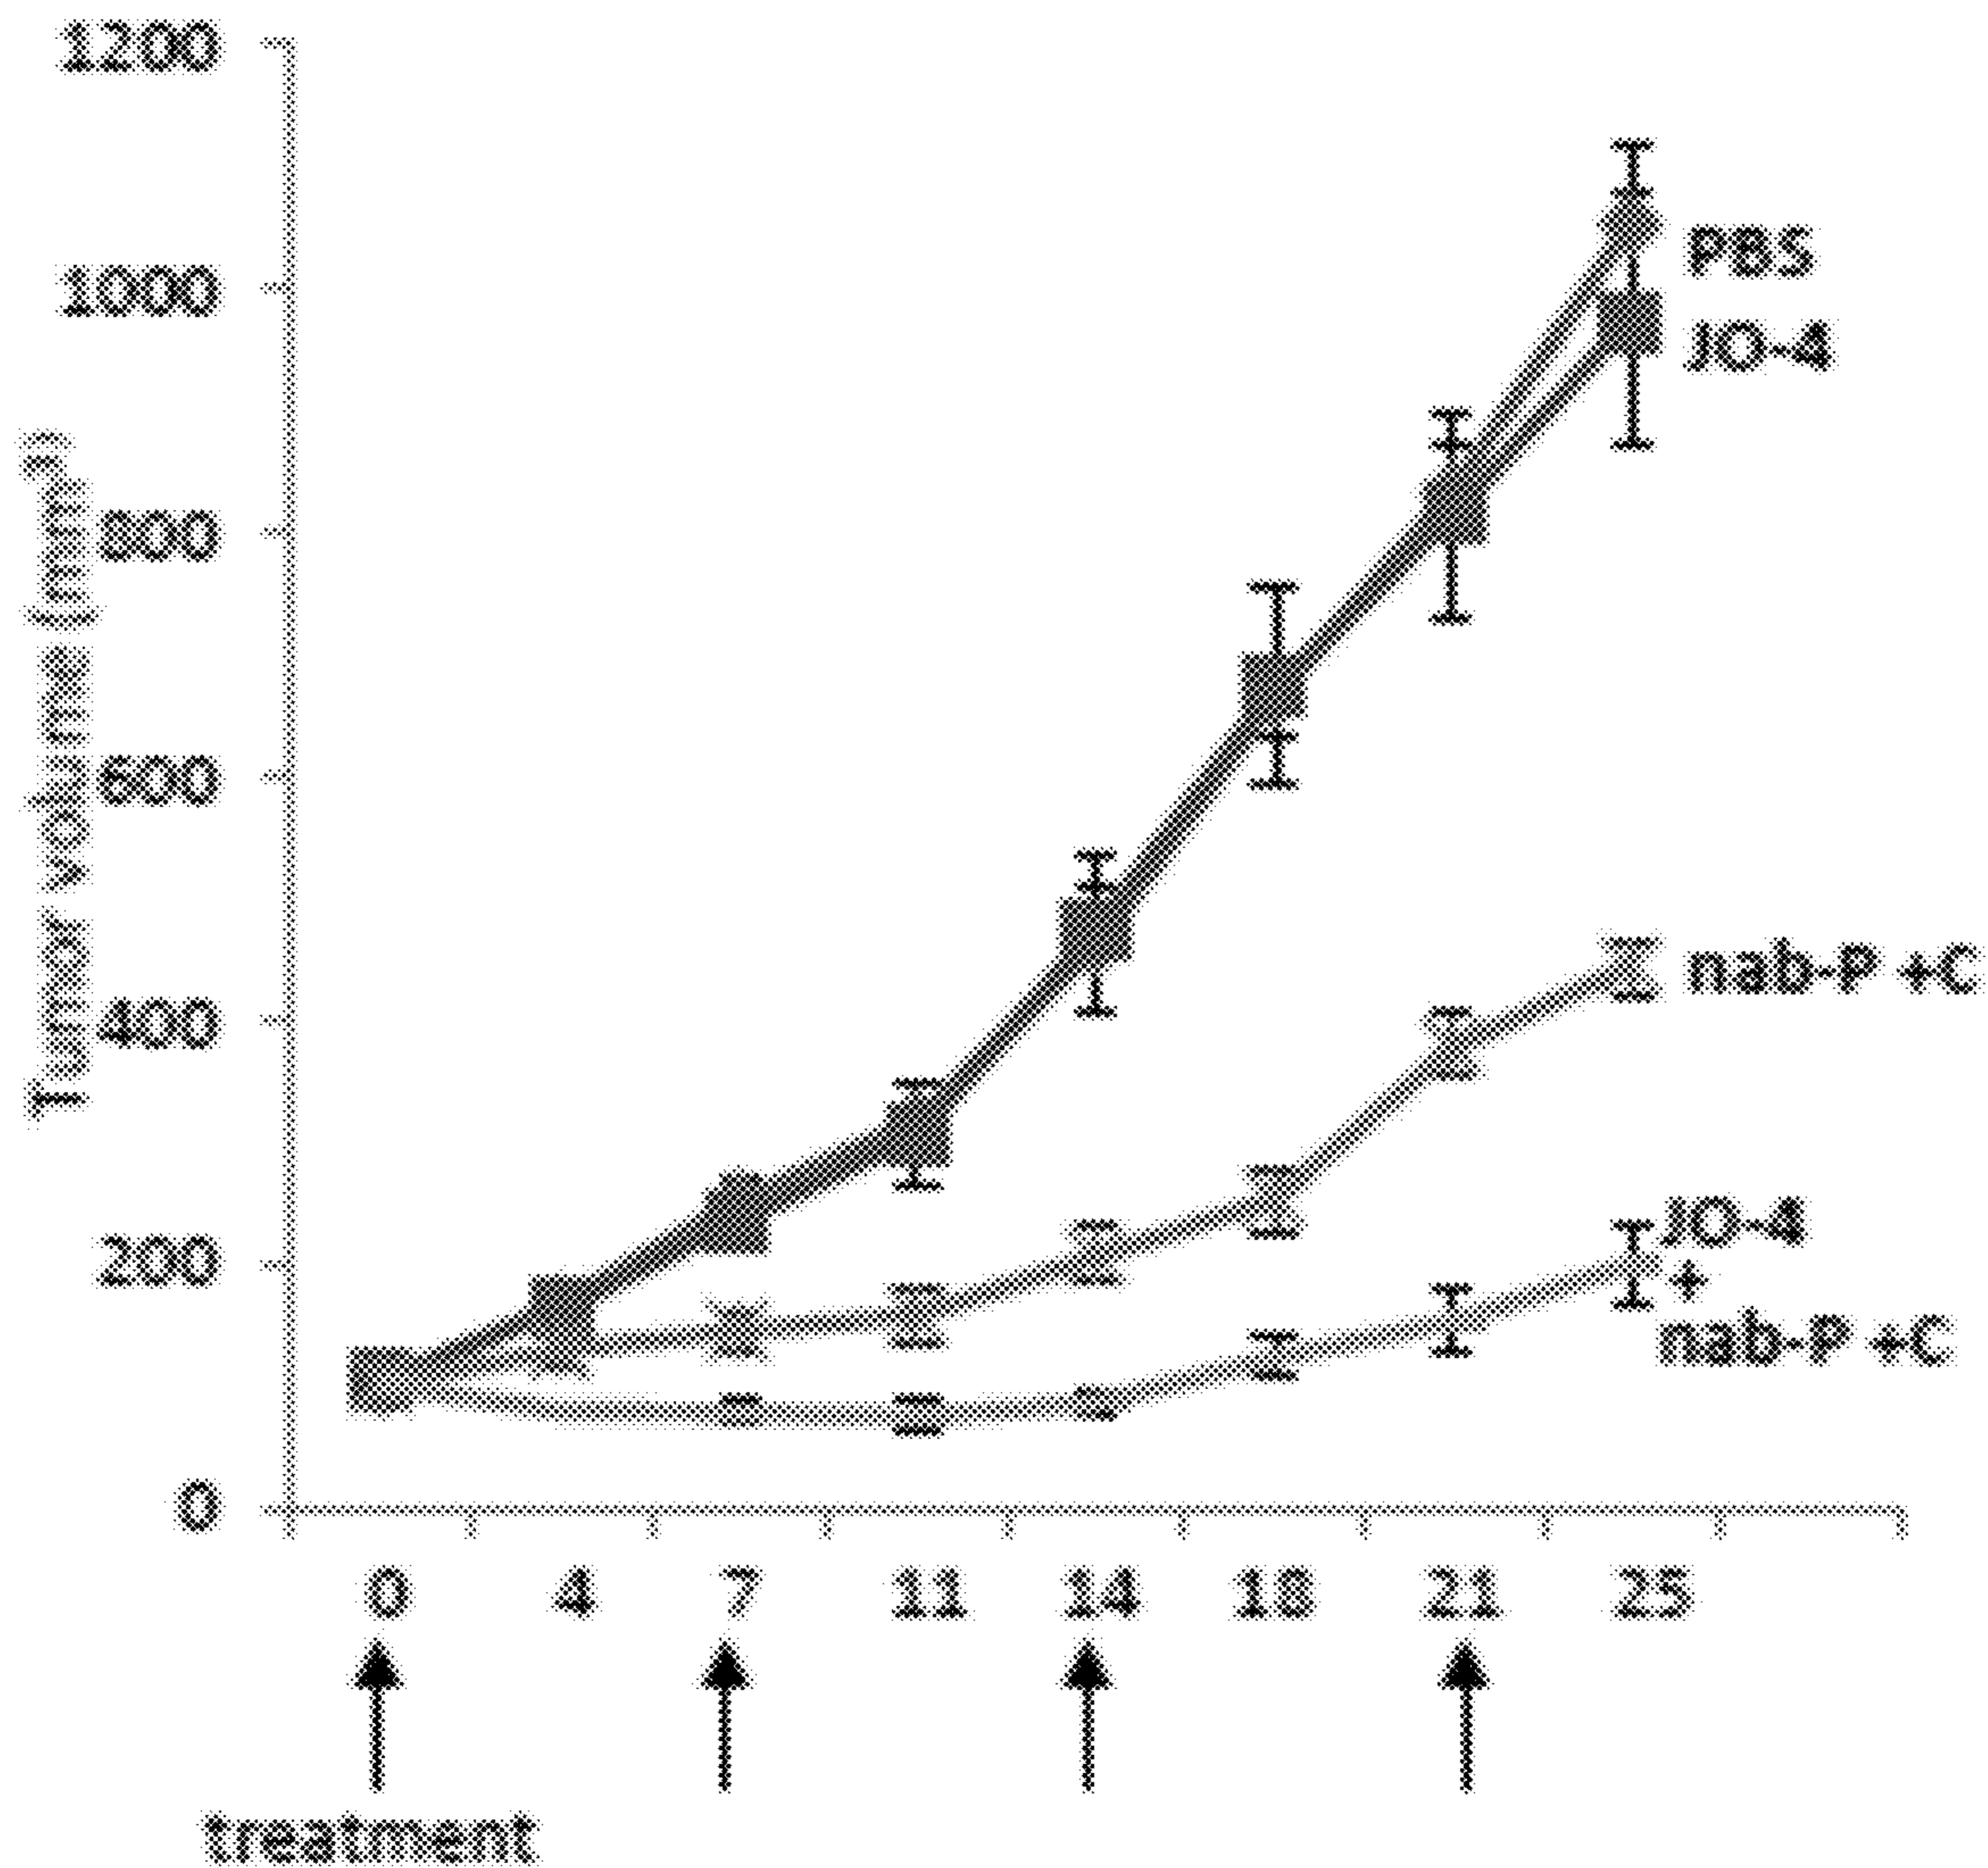 1200
1000
800
600
400
200
0
Tumor volume [mm³]
PBS
JO-4
nab-P +C
JO-4
+
nab-P +C
0 4 7 11 14 18 21 25
treatment